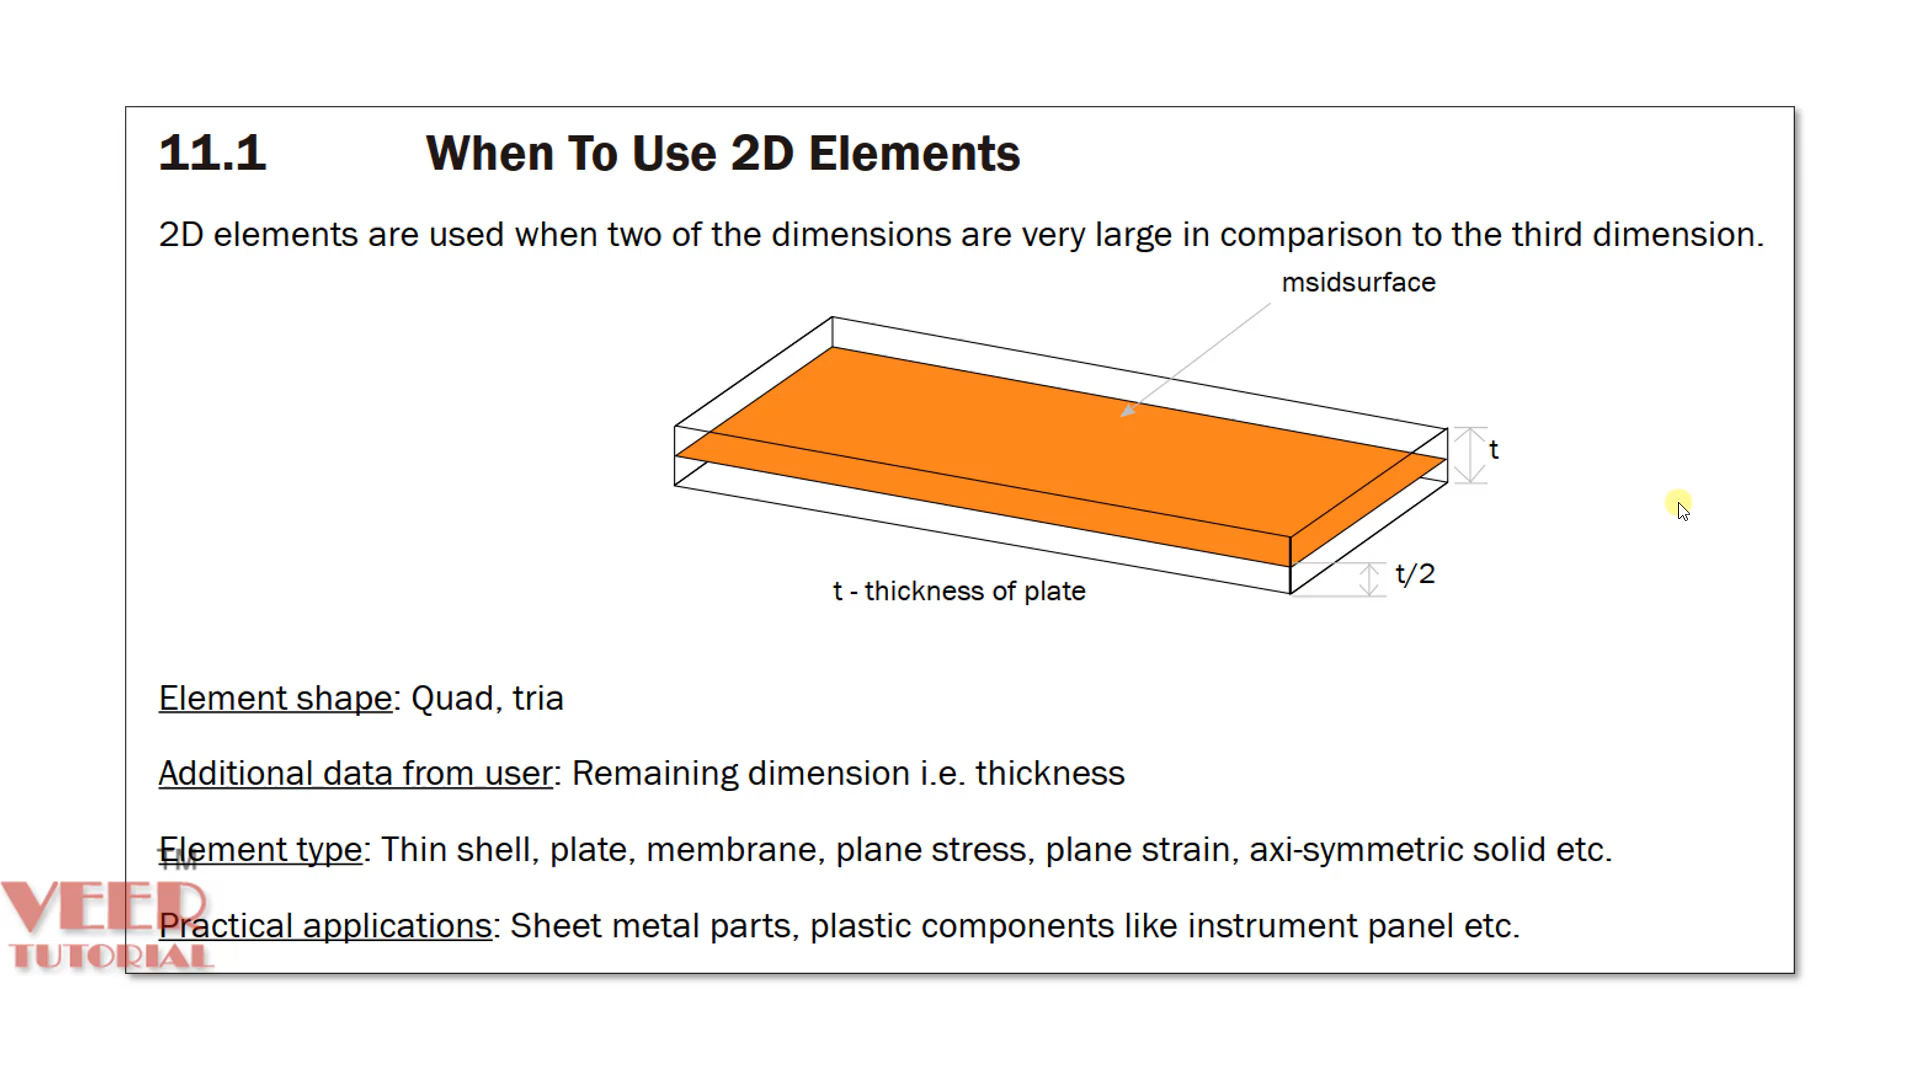 11.1 When To Use 2D Elements
2D elements are used when two of the dimensions are very large in comparison to the third dimension.
msidsurface
t
t/2
t - thickness of plate
Element shape: Quad, tria
Additional data from user: Remaining dimension i.e. thickness
Element type: Thin shell, plate, membrane, plane stress, plane strain, axi-symmetric solid etc.
Practical applications: Sheet metal parts, plastic components like instrument panel etc.
TM
VEER
TUTORIAL